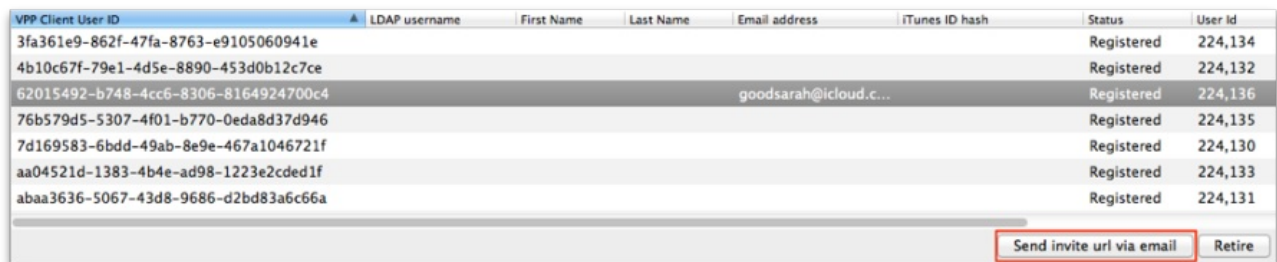 VPP Client User ID LDAP username First Name Last Name Email address iTunes ID hash Status User Id
3fa361e9-862f-47fa-8763-e9105060941e Registered 224,134
4b10c67f-79e1-4d5e-8890-453d0b12c7ce Registered 224,132
62015492-b748-4cc6-8306-8164924700c4 goodsarah@icloud.c... Registered 224,136
76b579d5-5307-4f01-b770-0eda8d37d946 Registered 224,135
7d169583-6bdd-49ab-8e9e-467a1046721f Registered 224,130
aa04521d-1383-4b4e-ad98-1223e2cded1f Registered 224,133
abaa3636-5067-43d8-9686-d2bd83a6c66a Registered 224,131
Send invite url via email Retire